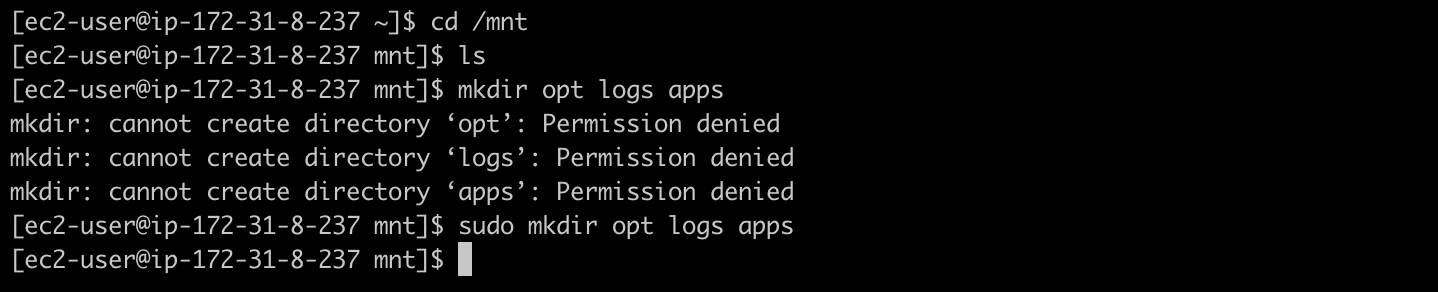 [ec2-user@ip-172-31-8-237 ~]$ cd /mnt
[ec2-user@ip-172-31-8-237 mnt]$ ls
[ec2-user@ip-172-31-8-237 mnt]$ mkdir opt logs apps
mkdir: cannot create directory ‘opt’: Permission denied
mkdir: cannot create directory ‘logs’: Permission denied
mkdir: cannot create directory ‘apps’: Permission denied
[ec2-user@ip-172-31-8-237 mnt]$ sudo mkdir opt logs apps
[ec2-user@ip-172-31-8-237 mnt]$